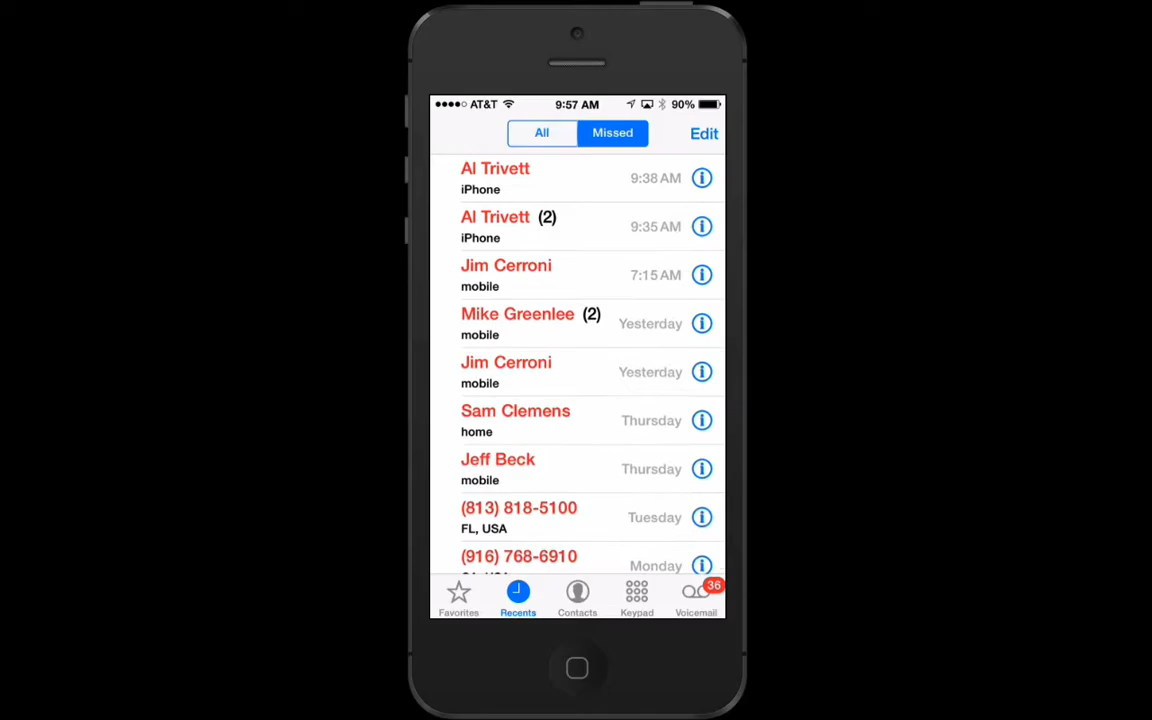 AT&T 9:57 AM 90%
All Missed Edit
Al Trivett
iPhone 9:38 AM
Al Trivett (2)
iPhone 9:35 AM
Jim Cerroni
mobile 7:15 AM
Mike Greenlee (2)
mobile Yesterday
Jim Cerroni
mobile Yesterday
Sam Clemens
home Thursday
Jeff Beck
mobile Thursday
(813) 818-5100
FL, USA Tuesday
(916) 768-6910
Monday
36
Favorites Recents Contacts Keypad Voicemail